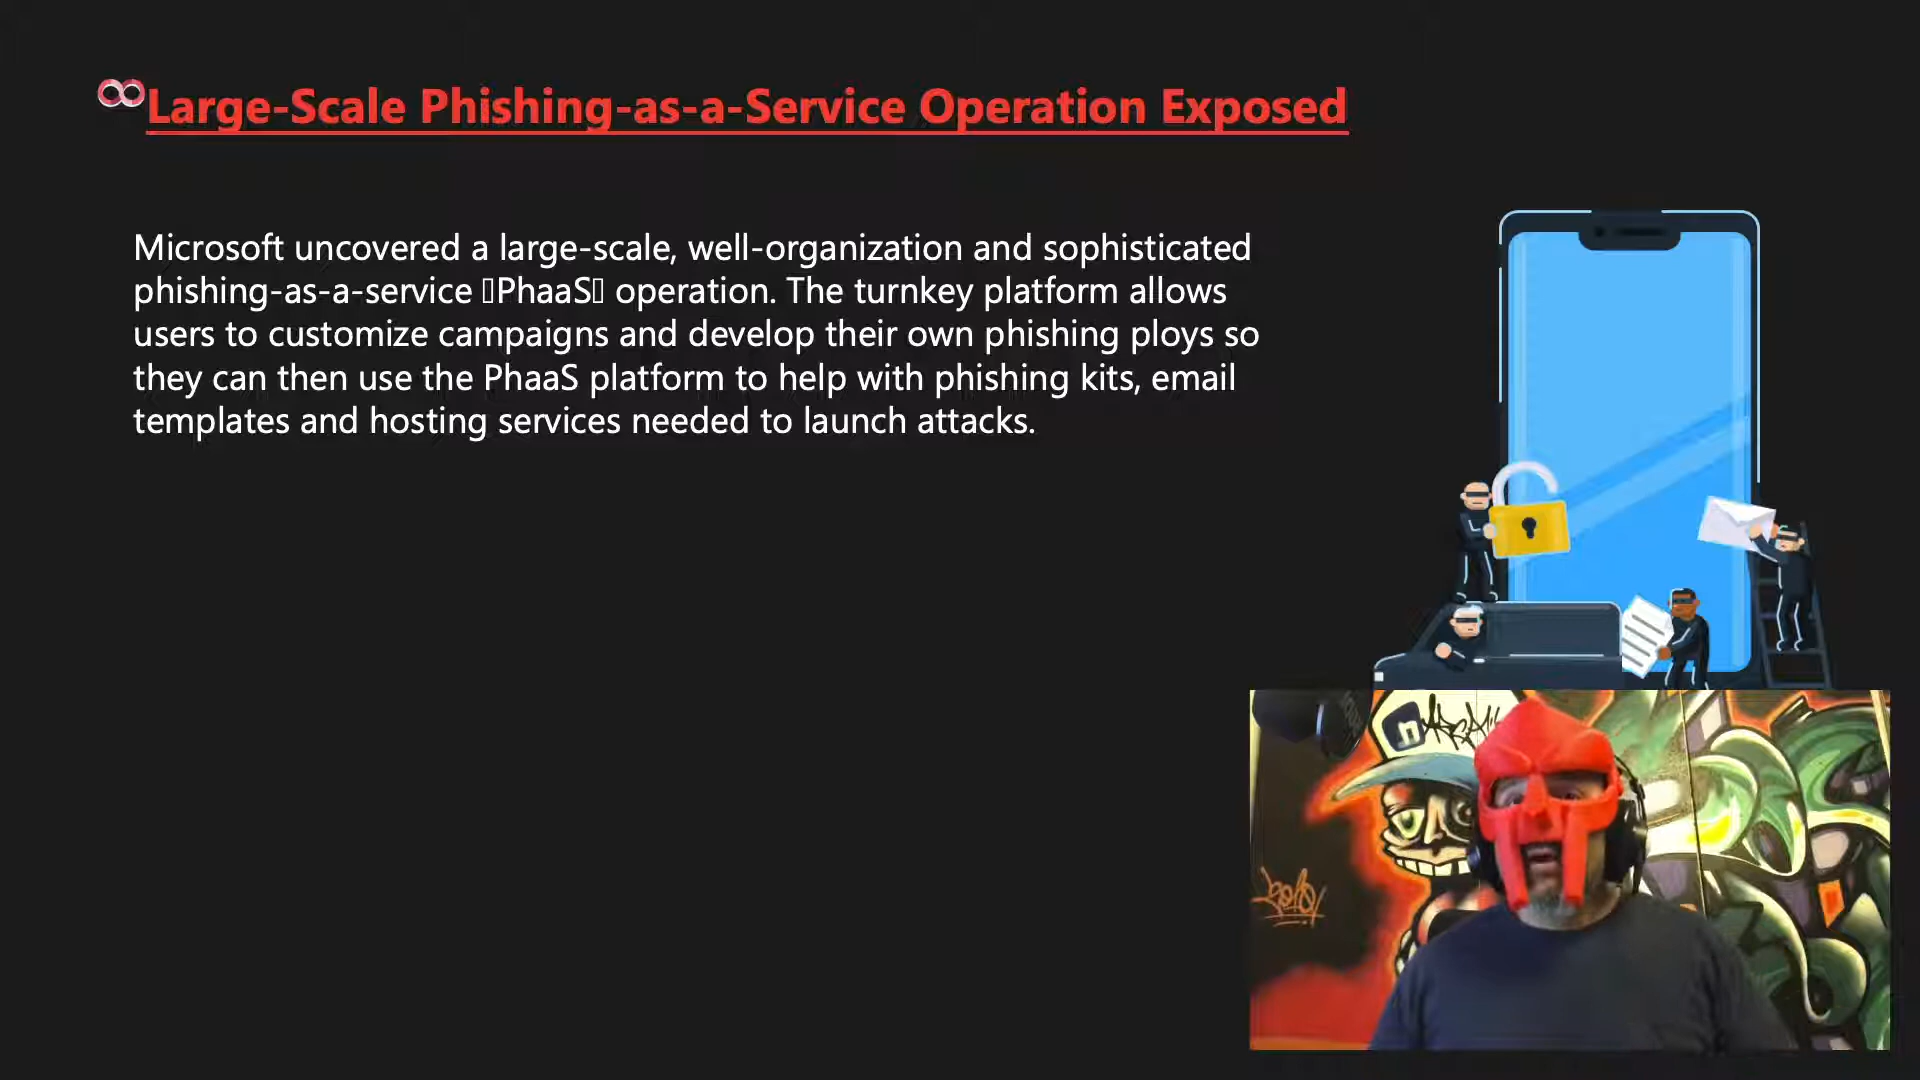 Large-Scale Phishing-as-a-Service Operation Exposed
Microsoft uncovered a large-scale, well-organization and sophisticated
phishing-as-a-service ▯PhaaS▯ operation. The turnkey platform allows
users to customize campaigns and develop their own phishing ploys so
they can then use the PhaaS platform to help with phishing kits, email
templates and hosting services needed to launch attacks.